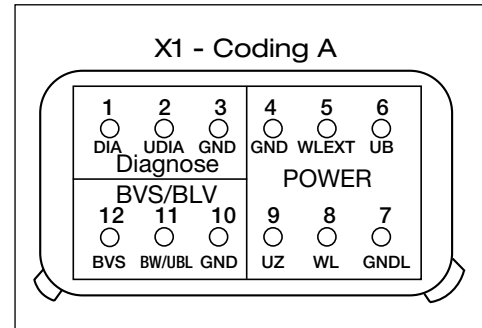 X1 - Coding A
1 2 3 4 5 6
DIA UDIA GND GND WLEXT UB
Diagnose
POWER
BVS/BLV
12 11 10 9 8 7
BVS BW/UBL GND UZ WL GNDL